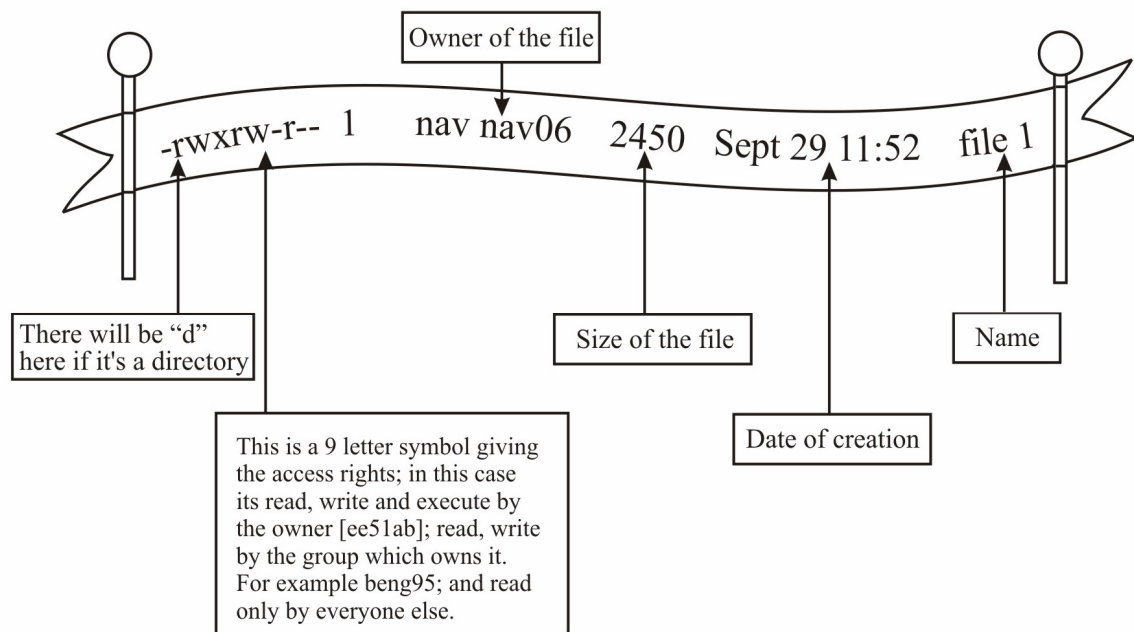 Owner of the file
-rwxrw-r-- 1 nav nav06 2450 Sept 29 11:52 file 1
There will be “d”
here if it's a directory
Size of the file
Name
Date of creation
This is a 9 letter symbol giving
the access rights; in this case
its read, write and execute by
the owner [ee51ab]; read, write
by the group which owns it.
For example beng95; and read
only by everyone else.